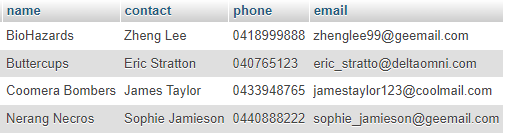 name contact phone email
BioHazards Zheng Lee 0418999888 zhenglee99@geemail.com
Buttercups Eric Stratton 040765123 eric_stratto@deltaomni.com
Coomera Bombers James Taylor 0433948765 jamestaylor123@coolmail.com
Nerang Necros Sophie Jamieson 0440888222 sophie_jamieson@geemail.com